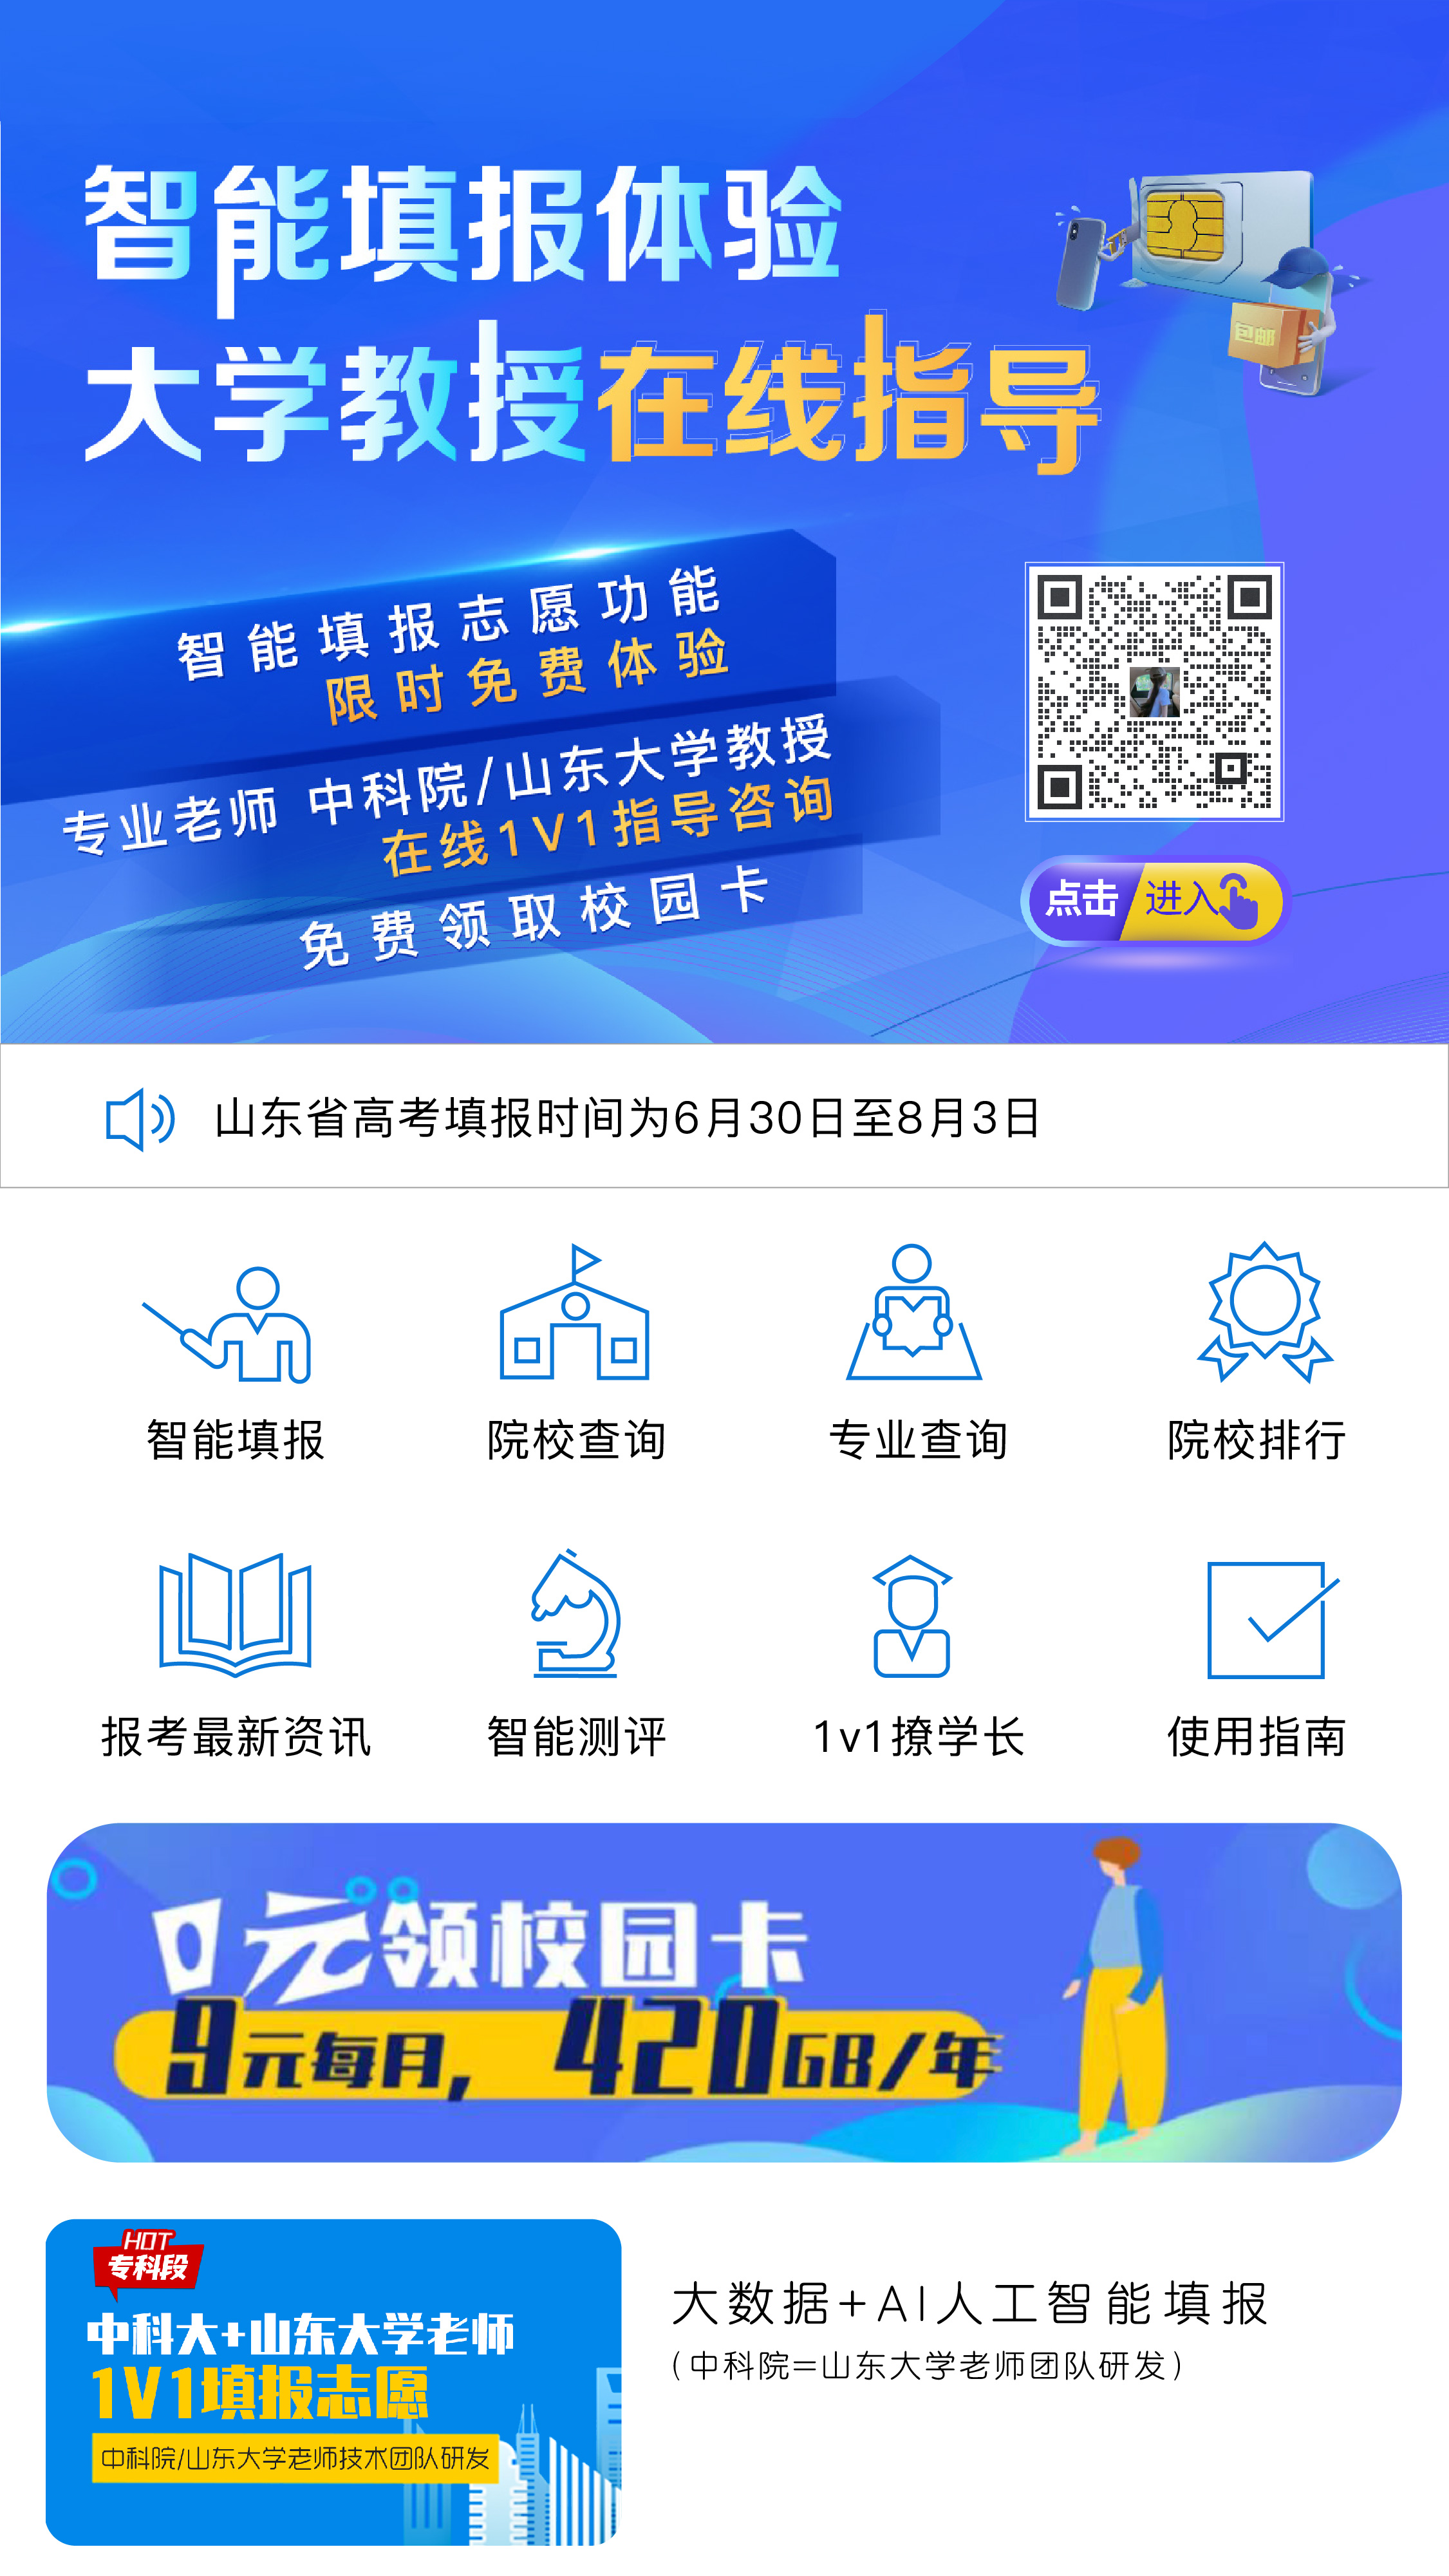 智能填报体验
大学教授在线指导
包邮
智能填报志愿功能
限时免费体验
专业老师 中科院/山东大学教授
在线1V1指导咨询
免费领取校园卡
点击 进入
山东省高考填报时间为6月30日至8月3日
智能填报
院校查询
专业查询
院校排行
报考最新资讯
智能测评
1v1撩学长
使用指南
0元领校园卡
9元每月，420GB/年
HOT
专科段
中科大+山东大学老师
1V1填报志愿
中科院/山东大学老师技术团队研发
大数据+AI人工智能填报
（中科院=山东大学老师团队研发）